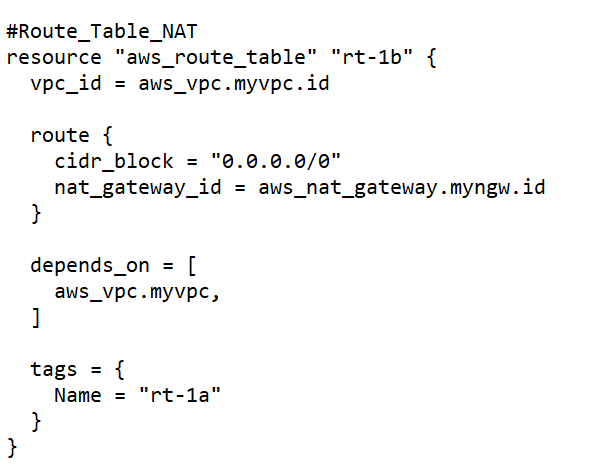 #Route_Table_NAT
resource "aws_route_table" "rt-1b" {
  vpc_id = aws_vpc.myvpc.id

  route {
    cidr_block = "0.0.0.0/0"
    nat_gateway_id = aws_nat_gateway.myngw.id
  }

  depends_on = [
    aws_vpc.myvpc,
  ]

  tags = {
    Name = "rt-1a"
  }
}